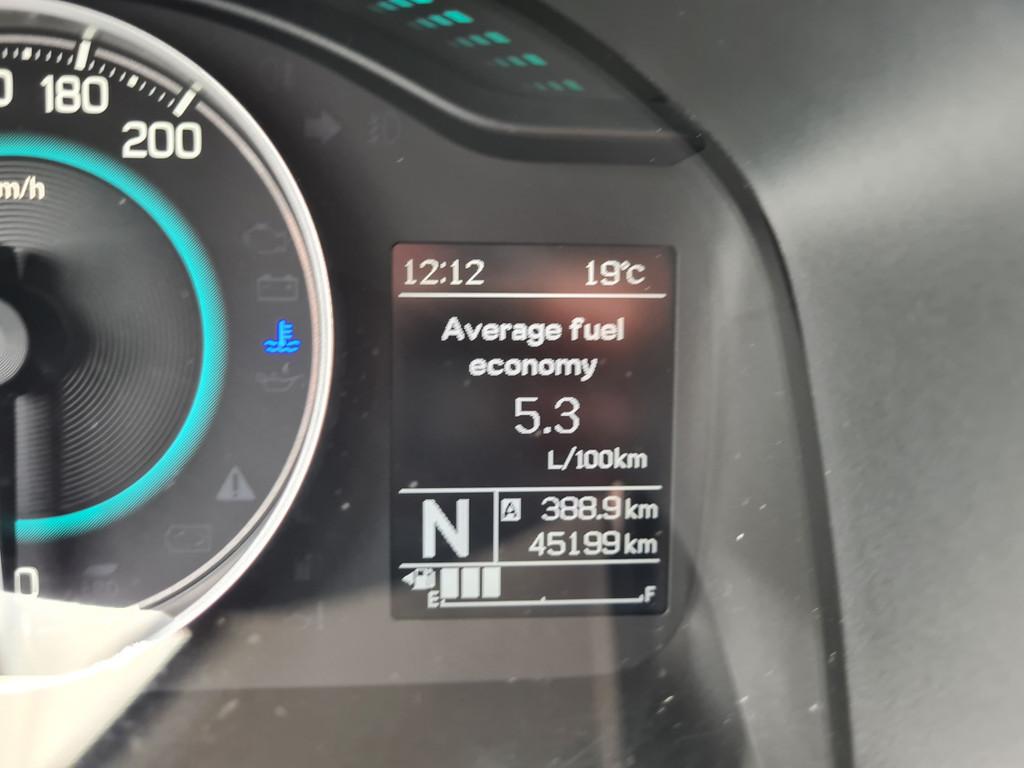 180
200
12:12 19°C
Average fuel
economy
5.3
L/100km
N A 388.9 km
45199 km
E F